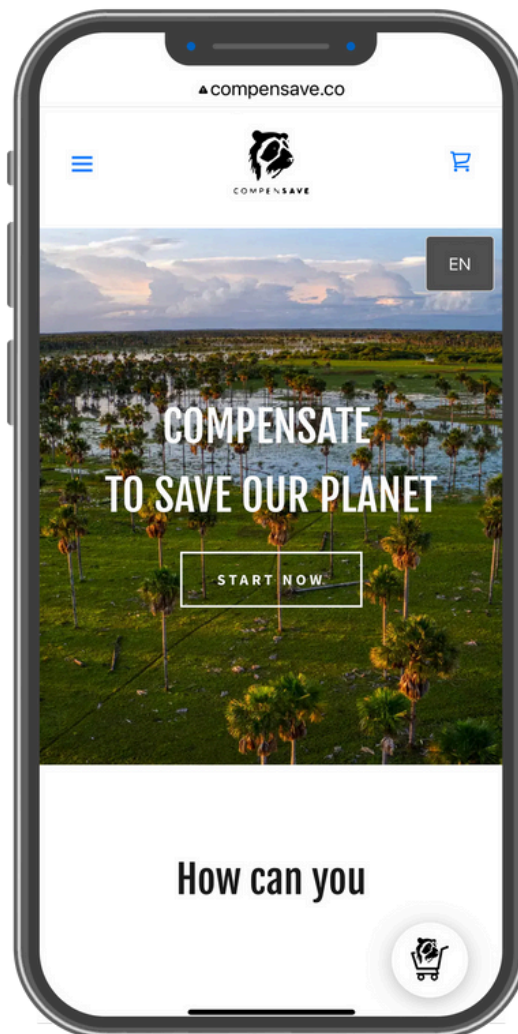 compensave.co
COMPENSAVE
EN
COMPENSATE
TO SAVE OUR PLANET
START NOW
How can you